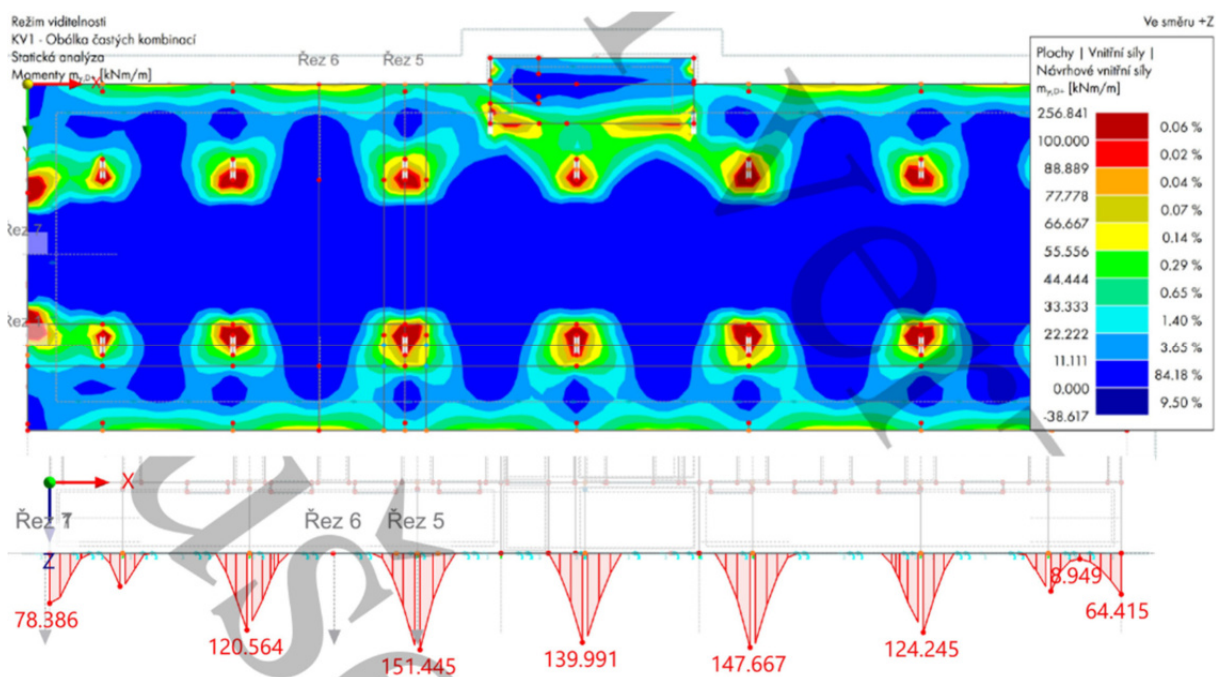 Režim viditelnosti
KV1 - Obálka častých kombinací
Statická analýza
Momenty my,D+ [kNm/m]
Ve směru +Z
Řez 6
Řez 5
X
Plochy | Vnitřní síly |
Návrhové vnitřní síly
my,D+ [kNm/m]
256.841
0.06 %
100.000
0.02 %
88.889
0.04 %
77.778
0.07 %
66.667
0.14 %
55.556
0.29 %
44.444
0.65 %
33.333
1.40 %
22.222
3.65 %
11.111
84.18 %
0.000
9.50 %
-38.617
Řez 7
X
Řez 6
Řez 5
Z
78.386
120.564
151.445
139.991
147.667
124.245
8.949
64.415